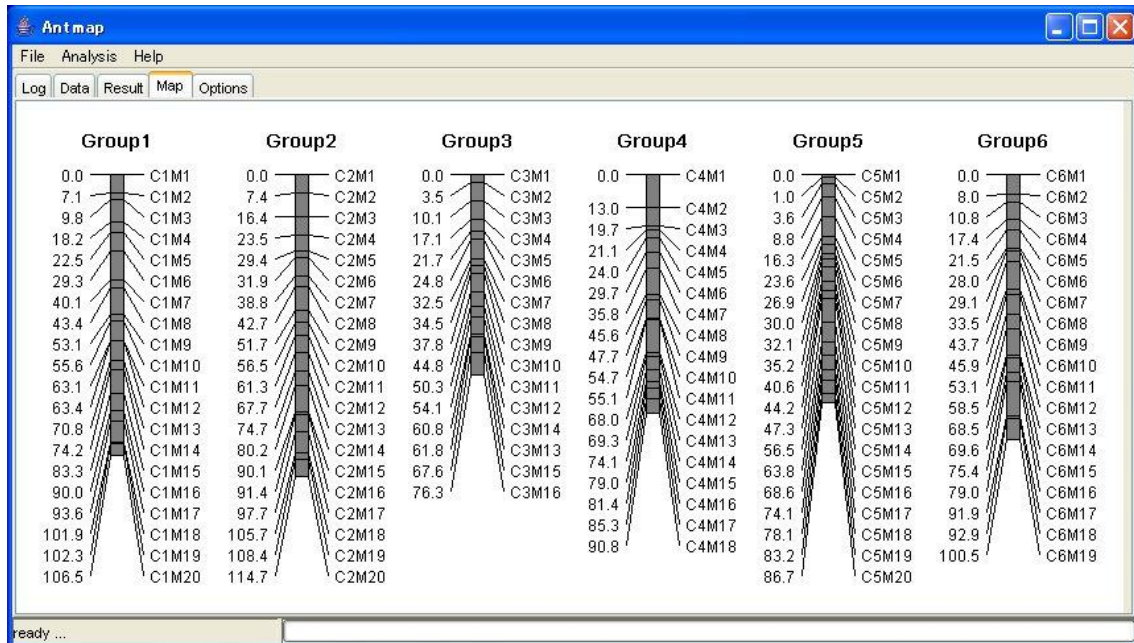 Antmap
File Analysis Help
Log Data Result Map Options
Group1 Group2 Group3 Group4 Group5 Group6
0.0 C1M1 0.0 C2M1 0.0 C3M1 0.0 C4M1 0.0 C5M1 0.0 C6M1
7.1 C1M2 7.4 C2M2 3.5 C3M2 13.0 C4M2 1.0 C5M2 8.0 C6M2
9.8 C1M3 16.4 C2M3 10.1 C3M3 19.7 C4M3 3.6 C5M3 10.8 C6M3
18.2 C1M4 23.5 C2M4 17.1 C3M4 21.1 C4M4 8.8 C5M4 17.4 C6M4
22.5 C1M5 29.4 C2M5 21.7 C3M5 24.0 C4M5 16.3 C5M5 21.5 C6M5
29.3 C1M6 31.9 C2M6 24.8 C3M6 29.7 C4M6 23.6 C5M6 28.0 C6M6
40.1 C1M7 38.8 C2M7 32.5 C3M7 35.8 C4M7 26.9 C5M7 29.1 C6M7
43.4 C1M8 42.7 C2M8 34.5 C3M8 45.6 C4M8 30.0 C5M8 33.5 C6M8
53.1 C1M9 51.7 C2M9 37.8 C3M9 47.7 C4M9 32.1 C5M9 43.7 C6M9
55.6 C1M10 56.5 C2M10 44.8 C3M10 54.7 C4M10 35.2 C5M10 45.9 C6M10
63.1 C1M11 61.3 C2M11 50.3 C3M11 55.1 C4M11 40.6 C5M11 53.1 C6M11
63.4 C1M12 67.7 C2M12 54.1 C3M12 68.0 C4M12 44.2 C5M12 58.5 C6M12
70.8 C1M13 74.7 C2M13 60.8 C3M14 69.3 C4M13 47.3 C5M13 68.5 C6M13
74.2 C1M14 80.2 C2M14 61.8 C3M13 74.1 C4M14 56.5 C5M14 69.6 C6M14
83.3 C1M15 90.1 C2M15 67.6 C3M15 79.0 C4M15 63.8 C5M15 75.4 C6M15
90.0 C1M16 91.4 C2M16 76.3 C3M16 81.4 C4M16 68.6 C5M16 79.0 C6M16
93.6 C1M17 97.7 C2M17 85.3 C4M17 74.1 C5M17 91.9 C6M17
101.9 C1M18 105.7 C2M18 90.8 C4M18 78.1 C5M18 92.9 C6M18
102.3 C1M19 108.4 C2M19 83.2 C5M19 100.5 C6M19
106.5 C1M20 114.7 C2M20 86.7 C5M20
ready ...